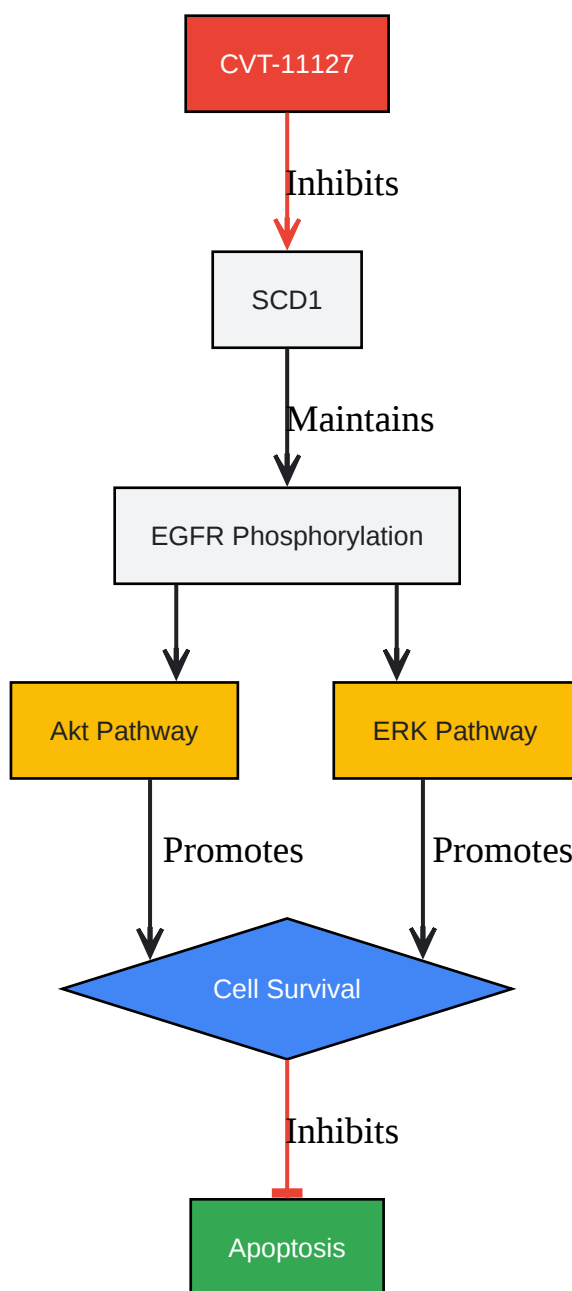 CVT-11127
Inhibits
SCD1
Maintains
EGFR Phosphorylation
Akt Pathway
ERK Pathway
Promotes
Promotes
Cell Survival
Inhibits
Apoptosis